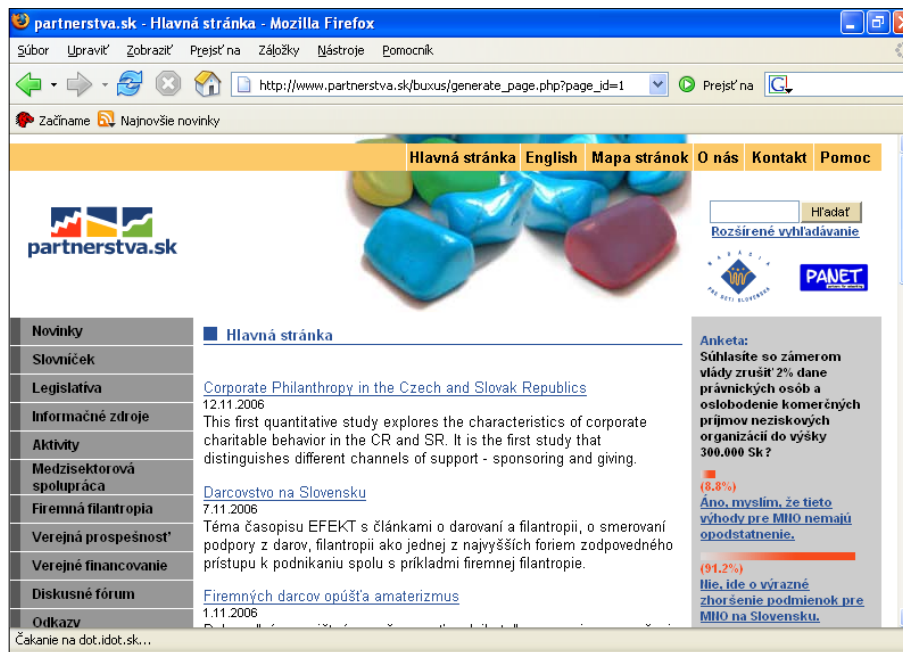 partnerstva.sk - Hlavná stránka - Mozilla Firefox
Súbor Upraviť Zobraziť Prejsť na Záložky Nástroje Pomocník
http://www.partnerstva.sk/buxus/generate_page.php?page_id=1 Prejsť na G
Začíname Najnovšie novinky
Hlavná stránka English Mapa stránok O nás Kontakt Pomoc
partnerstva.sk
Hľadať
Rozšírené vyhľadávanie
NADÁCIA PRE DETI SLOVENSKA
PANET
Novinky
Slovníček
Legislatíva
Informačné zdroje
Aktivity
Medzisektorová
spolupráca
Firemná filantropia
Verejná prospešnosť
Verejné financovanie
Diskusné fórum
Odkazy
Hlavná stránka
Corporate Philanthropy in the Czech and Slovak Republics
12.11.2006
This first quantitative study explores the characteristics of corporate
charitable behavior in the CR and SR. It is the first study that
distinguishes different channels of support - sponsoring and giving.
Darcovstvo na Slovensku
7.11.2006
Téma časopisu EFEKT s článkami o darovaní a filantropii, o smerovaní
podpory z darov, filantropii ako jednej z najvyšších foriem zodpovedného
prístupu k podnikaniu spolu s príkladmi firemnej filantropie.
Firemných darcov opúšťa amaterizmus
1.11.2006
Anketa:
Súhlasíte so zámerom
vlády zrušiť 2% dane
právnických osôb a
oslobodenie komerčných
príjmov neziskových
organizácií do výšky
300.000 Sk?
(8.8%)
Áno, myslím, že tieto
výhody pre MNO nemajú
opodstatnenie.
(91.2%)
Nie, ide o výrazné
zhoršenie podmienok pre
MNO na Slovensku.
Čakanie na dot.idot.sk...